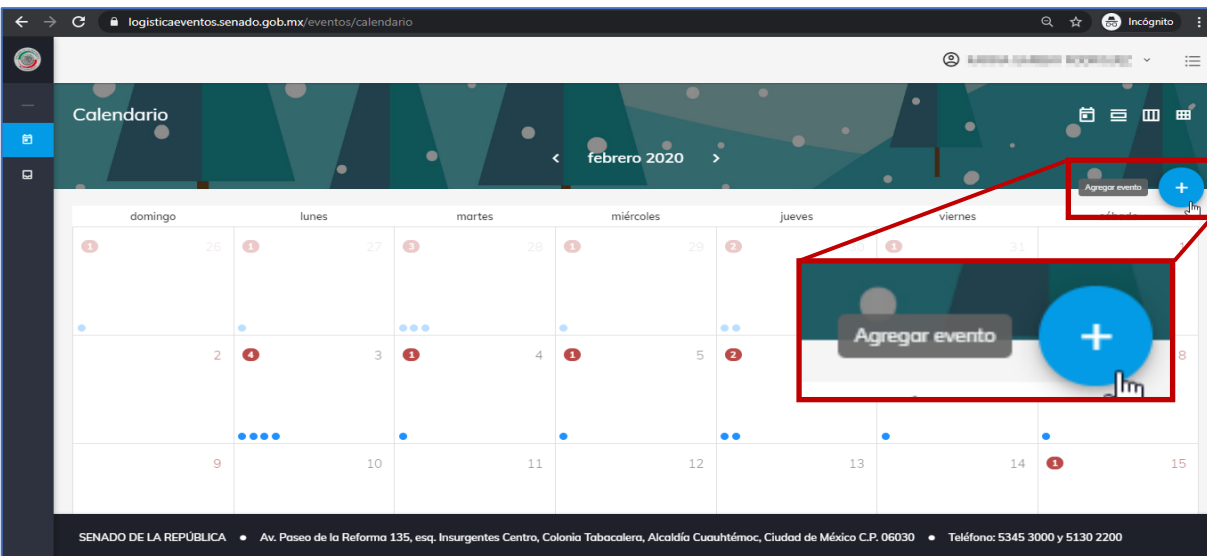 logisticaeventos.senado.gob.mx/eventos/calendario
Incógnito
Calendario
febrero 2020
Agregar evento
domingo lunes martes miércoles jueves viernes sábado
1 26 1 27 3 28 1 29 2 1 31 1
Agregar evento
2 4 3 1 4 1 5 2 8
9 10 11 12 13 14 1 15
SENADO DE LA REPÚBLICA • Av. Paseo de la Reforma 135, esq. Insurgentes Centro, Colonia Tabacalera, Alcaldía Cuauhtémoc, Ciudad de México C.P. 06030 • Teléfono: 5345 3000 y 5130 2200